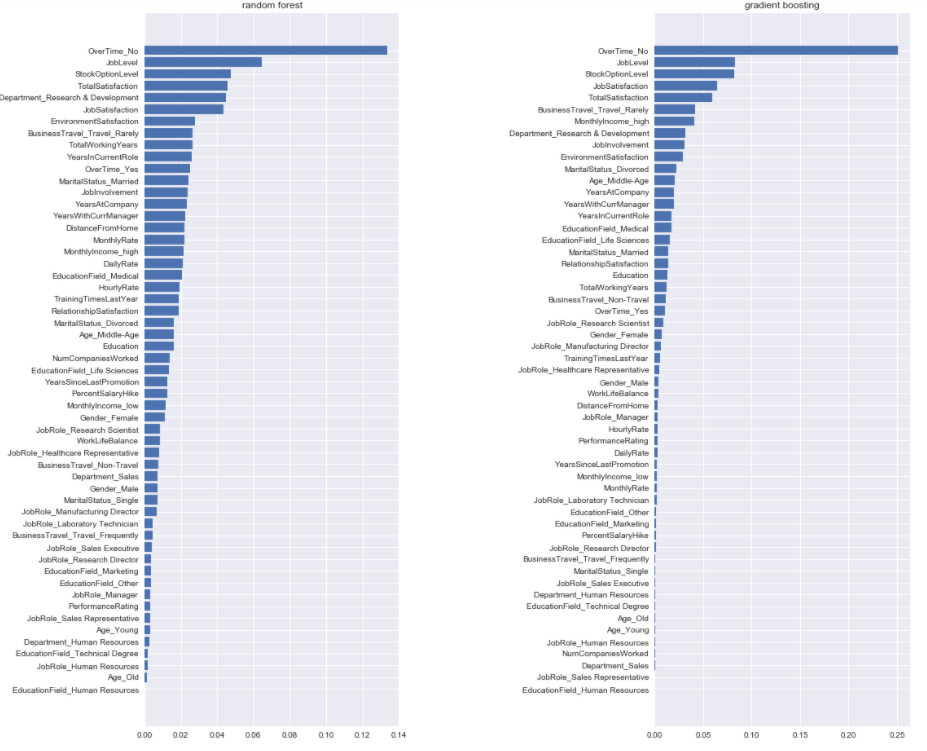 random forest
OverTime_No
JobLevel
StockOptionLevel
TotalSatisfaction
Department_Research & Development
JobSatisfaction
EnvironmentSatisfaction
BusinessTravel_Travel_Rarely
TotalWorkingYears
YearsInCurrentRole
OverTime_Yes
MaritalStatus_Married
JobInvolvement
YearsAtCompany
YearsWithCurrManager
DistanceFromHome
MonthlyRate
MonthlyIncome_high
DailyRate
EducationField_Medical
HourlyRate
TrainingTimesLastYear
RelationshipSatisfaction
MaritalStatus_Divorced
Age_Middle-Age
Education
NumCompaniesWorked
EducationField_Life Sciences
YearsSinceLastPromotion
PercentSalaryHike
MonthlyIncome_low
Gender_Female
JobRole_Research Scientist
WorkLifeBalance
JobRole_Healthcare Representative
BusinessTravel_Non-Travel
Department_Sales
Gender_Male
MaritalStatus_Single
JobRole_Manufacturing Director
JobRole_Laboratory Technician
BusinessTravel_Travel_Frequently
JobRole_Sales Executive
JobRole_Research Director
EducationField_Marketing
EducationField_Other
JobRole_Manager
PerformanceRating
JobRole_Sales Representative
Age_Young
Department_Human Resources
EducationField_Technical Degree
JobRole_Human Resources
Age_Old
EducationField_Human Resources
0.00 0.02 0.04 0.06 0.08 0.10 0.12 0.14
gradient boosting
OverTime_No
JobLevel
StockOptionLevel
JobSatisfaction
TotalSatisfaction
BusinessTravel_Travel_Rarely
MonthlyIncome_high
Department_Research & Development
JobInvolvement
EnvironmentSatisfaction
MaritalStatus_Divorced
Age_Middle-Age
YearsAtCompany
YearsWithCurrManager
YearsInCurrentRole
EducationField_Medical
EducationField_Life Sciences
MaritalStatus_Married
RelationshipSatisfaction
Education
TotalWorkingYears
BusinessTravel_Non-Travel
OverTime_Yes
JobRole_Research Scientist
Gender_Female
JobRole_Manufacturing Director
TrainingTimesLastYear
JobRole_Healthcare Representative
Gender_Male
WorkLifeBalance
DistanceFromHome
JobRole_Manager
HourlyRate
PerformanceRating
DailyRate
YearsSinceLastPromotion
MonthlyIncome_low
MonthlyRate
JobRole_Laboratory Technician
EducationField_Other
EducationField_Marketing
PercentSalaryHike
JobRole_Research Director
BusinessTravel_Travel_Frequently
MaritalStatus_Single
JobRole_Sales Executive
Department_Human Resources
EducationField_Technical Degree
Age_Old
Age_Young
JobRole_Human Resources
NumCompaniesWorked
Department_Sales
JobRole_Sales Representative
EducationField_Human Resources
0.00 0.05 0.10 0.15 0.20 0.25